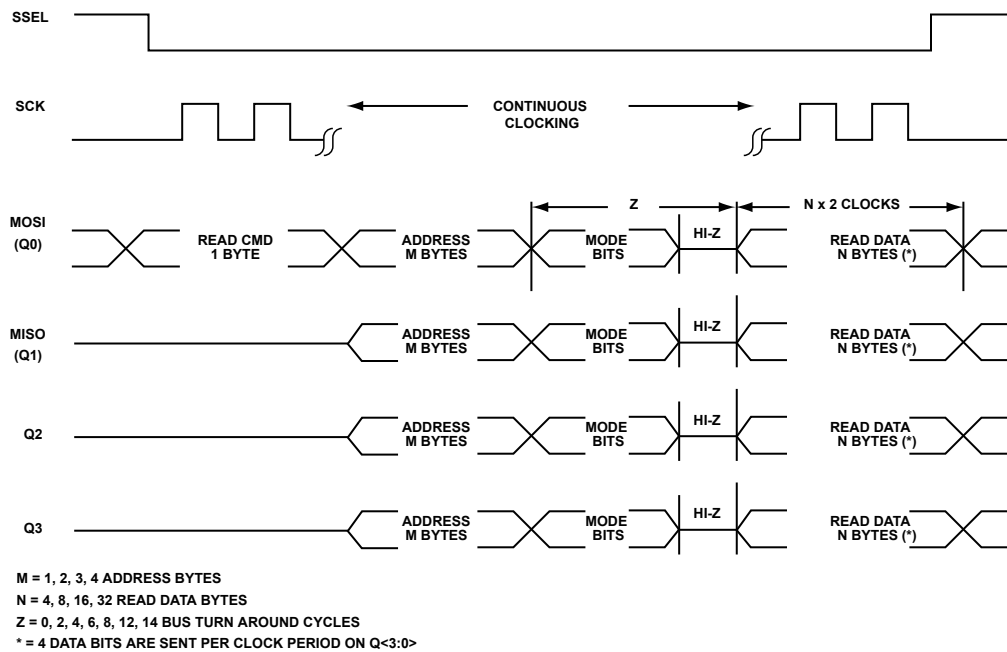 SSEL
SCK
CONTINUOUS
CLOCKING
Z
N x 2 CLOCKS
MOSI
(Q0)
READ CMD
1 BYTE
ADDRESS
M BYTES
MODE
BITS
HI-Z
READ DATA
N BYTES (*)
MISO
(Q1)
ADDRESS
M BYTES
MODE
BITS
HI-Z
READ DATA
N BYTES (*)
Q2
ADDRESS
M BYTES
MODE
BITS
HI-Z
READ DATA
N BYTES (*)
Q3
ADDRESS
M BYTES
MODE
BITS
HI-Z
READ DATA
N BYTES (*)
M = 1, 2, 3, 4 ADDRESS BYTES
N = 4, 8, 16, 32 READ DATA BYTES
Z = 0, 2, 4, 6, 8, 12, 14 BUS TURN AROUND CYCLES
* = 4 DATA BITS ARE SENT PER CLOCK PERIOD ON Q<3:0>